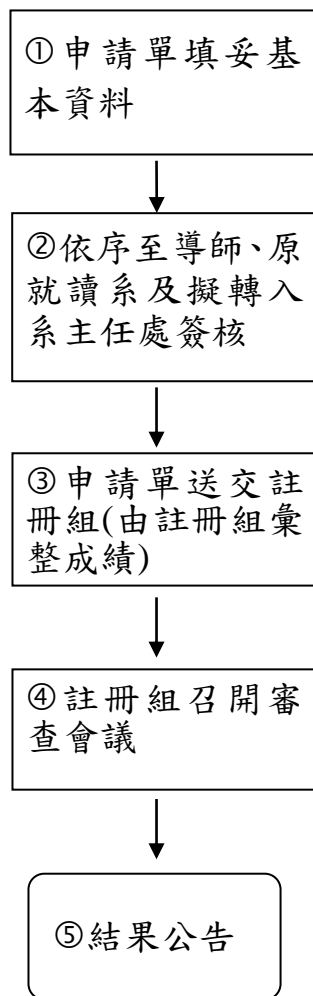 ①申請單填妥基
本資料
②依序至導師、原
就讀系及擬轉入
系主任處簽核
③申請單送交註
冊組(由註冊組彙
整成績)
④註冊組召開審
查會議
⑤結果公告